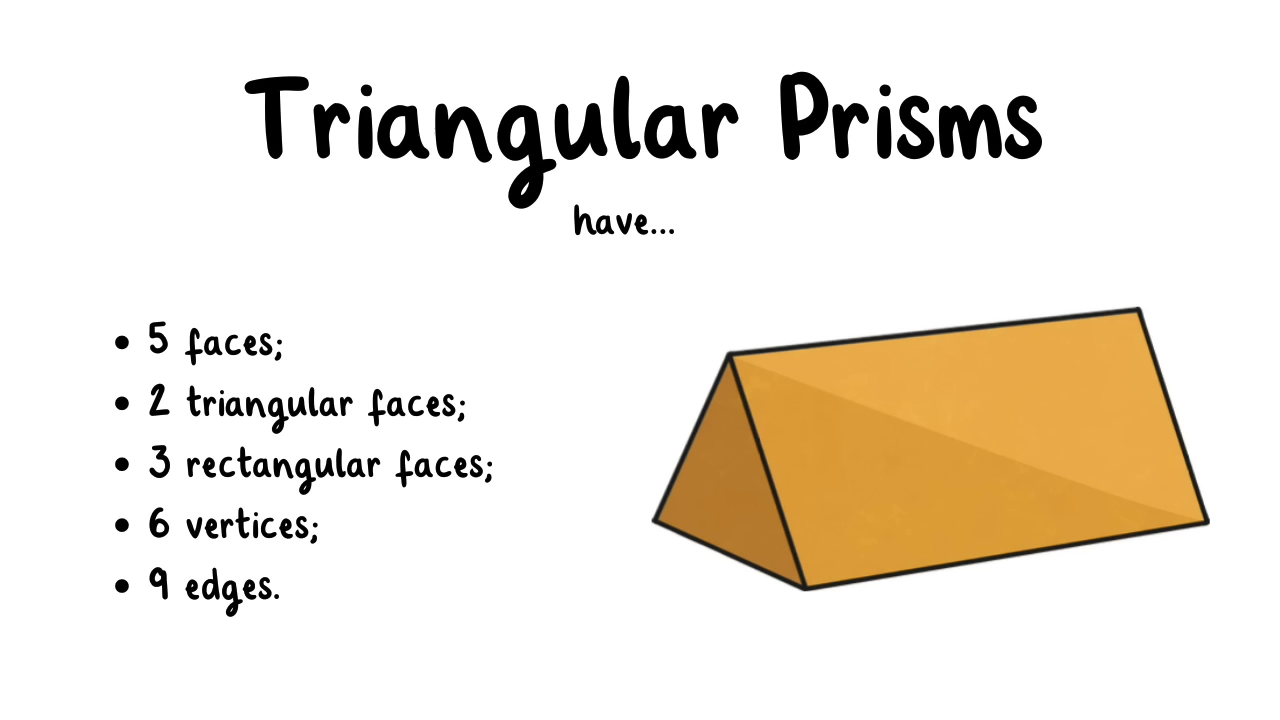 Triangular Prisms
have...
• 5 faces;
• 2 triangular faces;
• 3 rectangular faces;
• 6 vertices;
• 9 edges.